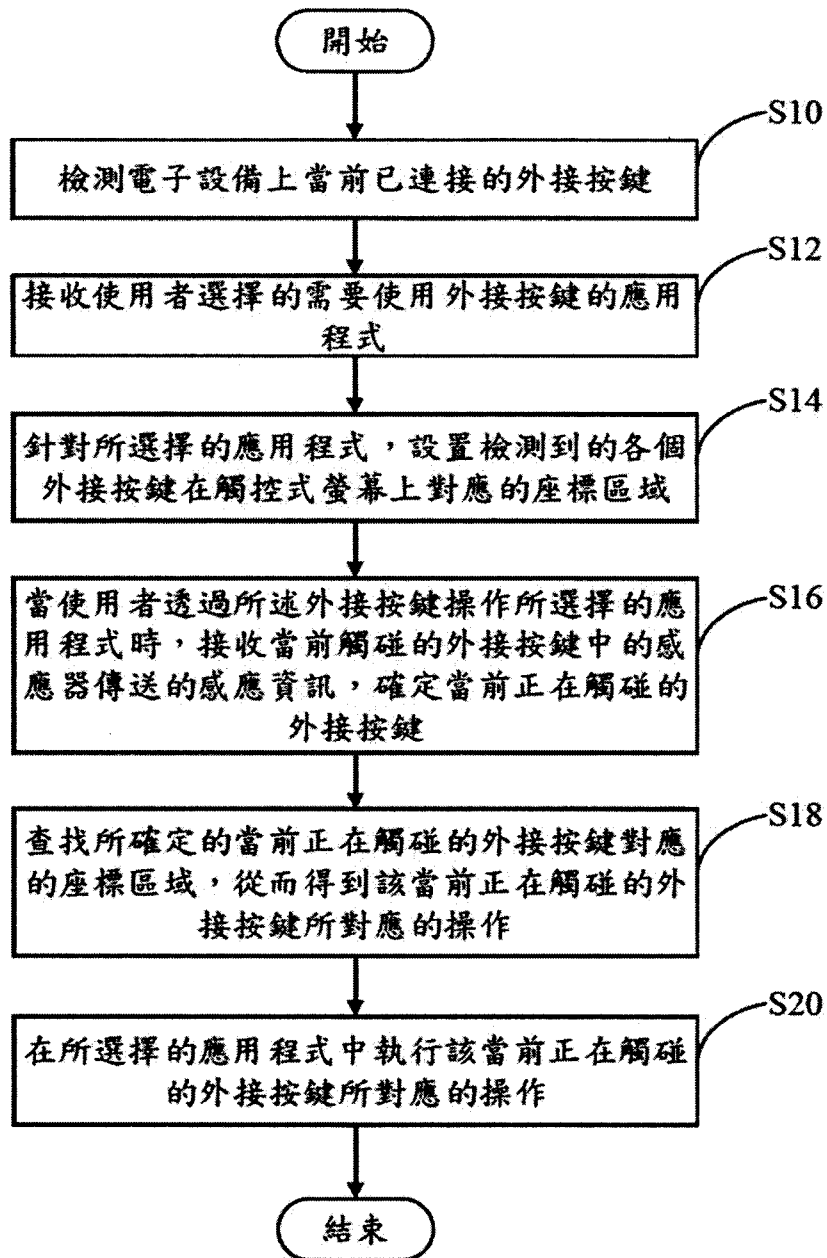 開始
S10
檢測電子設備上當前已連接的外接按鍵
S12
接收使用者選擇的需要使用外接按鍵的應用
程式
S14
針對所選擇的應用程式，設置檢測到的各個
外接按鍵在觸控式螢幕上對應的座標區域
S16
當使用者透過所述外接按鍵操作所選擇的應
用程式時，接收當前觸碰的外接按鍵中的感
應器傳送的感應資訊，確定當前正在觸碰的
外接按鍵
S18
查找所確定的當前正在觸碰的外接按鍵對應
的座標區域，從而得到該當前正在觸碰的外
接按鍵所對應的操作
S20
在所選擇的應用程式中執行該當前正在觸碰
的外接按鍵所對應的操作
結束